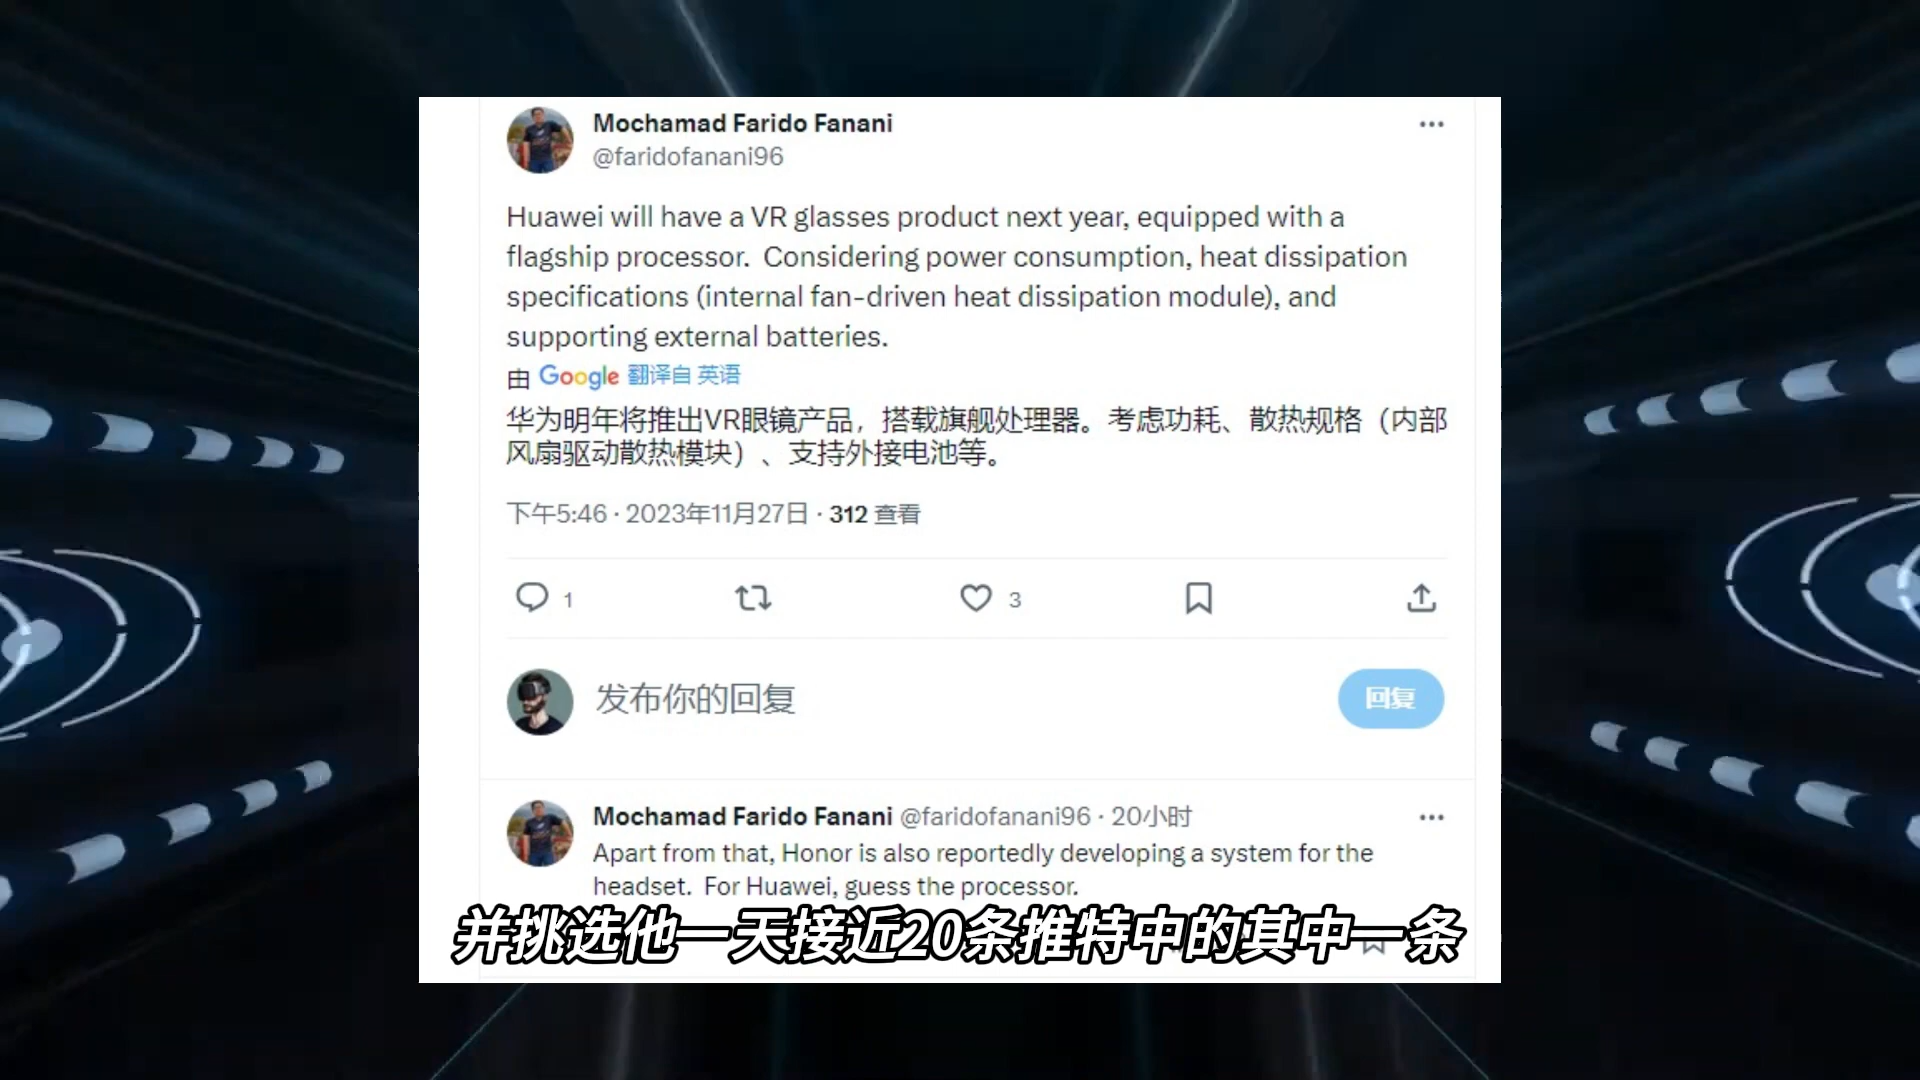 Mochamad Farido Fanani
@faridofanani96
Huawei will have a VR glasses product next year, equipped with a
flagship processor.  Considering power consumption, heat dissipation
specifications (internal fan-driven heat dissipation module), and
supporting external batteries.
由 Google 翻译自 英语
华为明年将推出VR眼镜产品，搭载旗舰处理器。考虑功耗、散热规格（内部
风扇驱动散热模块）、支持外接电池等。
下午5:46 · 2023年11月27日 · 312 查看
1 3
发布你的回复 回复
Mochamad Farido Fanani @faridofanani96 · 20小时
Apart from that, Honor is also reportedly developing a system for the
headset.  For Huawei, guess the processor.
并挑选他一天接近20条推特中的其中一条